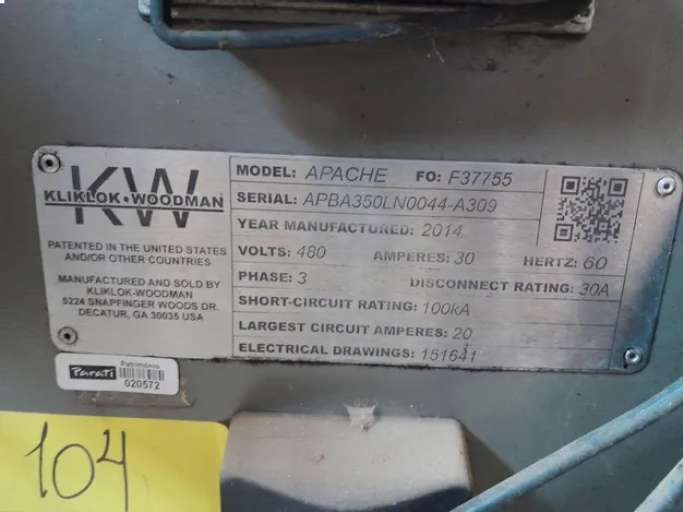 KW
KLIKLOK•WOODMAN
PATENTED IN THE UNITED STATES
AND/OR OTHER COUNTRIES
MANUFACTURED AND SOLD BY
KLIKLOK-WOODMAN
5224 SNAPFINGER WOODS DR.
DECATUR, GA 30035 USA
MODEL: APACHE FO: F37755
SERIAL: APBA350LN0044-A309
YEAR MANUFACTURED: 2014
VOLTS: 480 AMPERES: 30 HERTZ: 60
PHASE: 3 DISCONNECT RATING: 30A
SHORT-CIRCUIT RATING: 100kA
LARGEST CIRCUIT AMPERES: 20
ELECTRICAL DRAWINGS: 151641
Parati
Patrimônio
020572
104